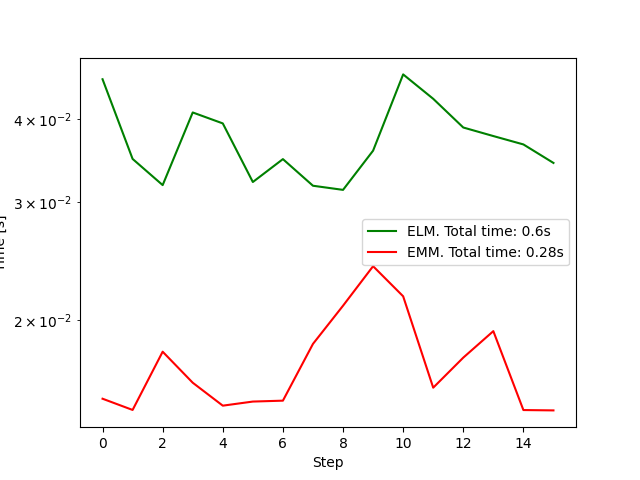 4 × 10⁻²
3 × 10⁻²
2 × 10⁻²
ELM. Total time: 0.6s
EMM. Total time: 0.28s
0 2 4 6 8 10 12 14
Step